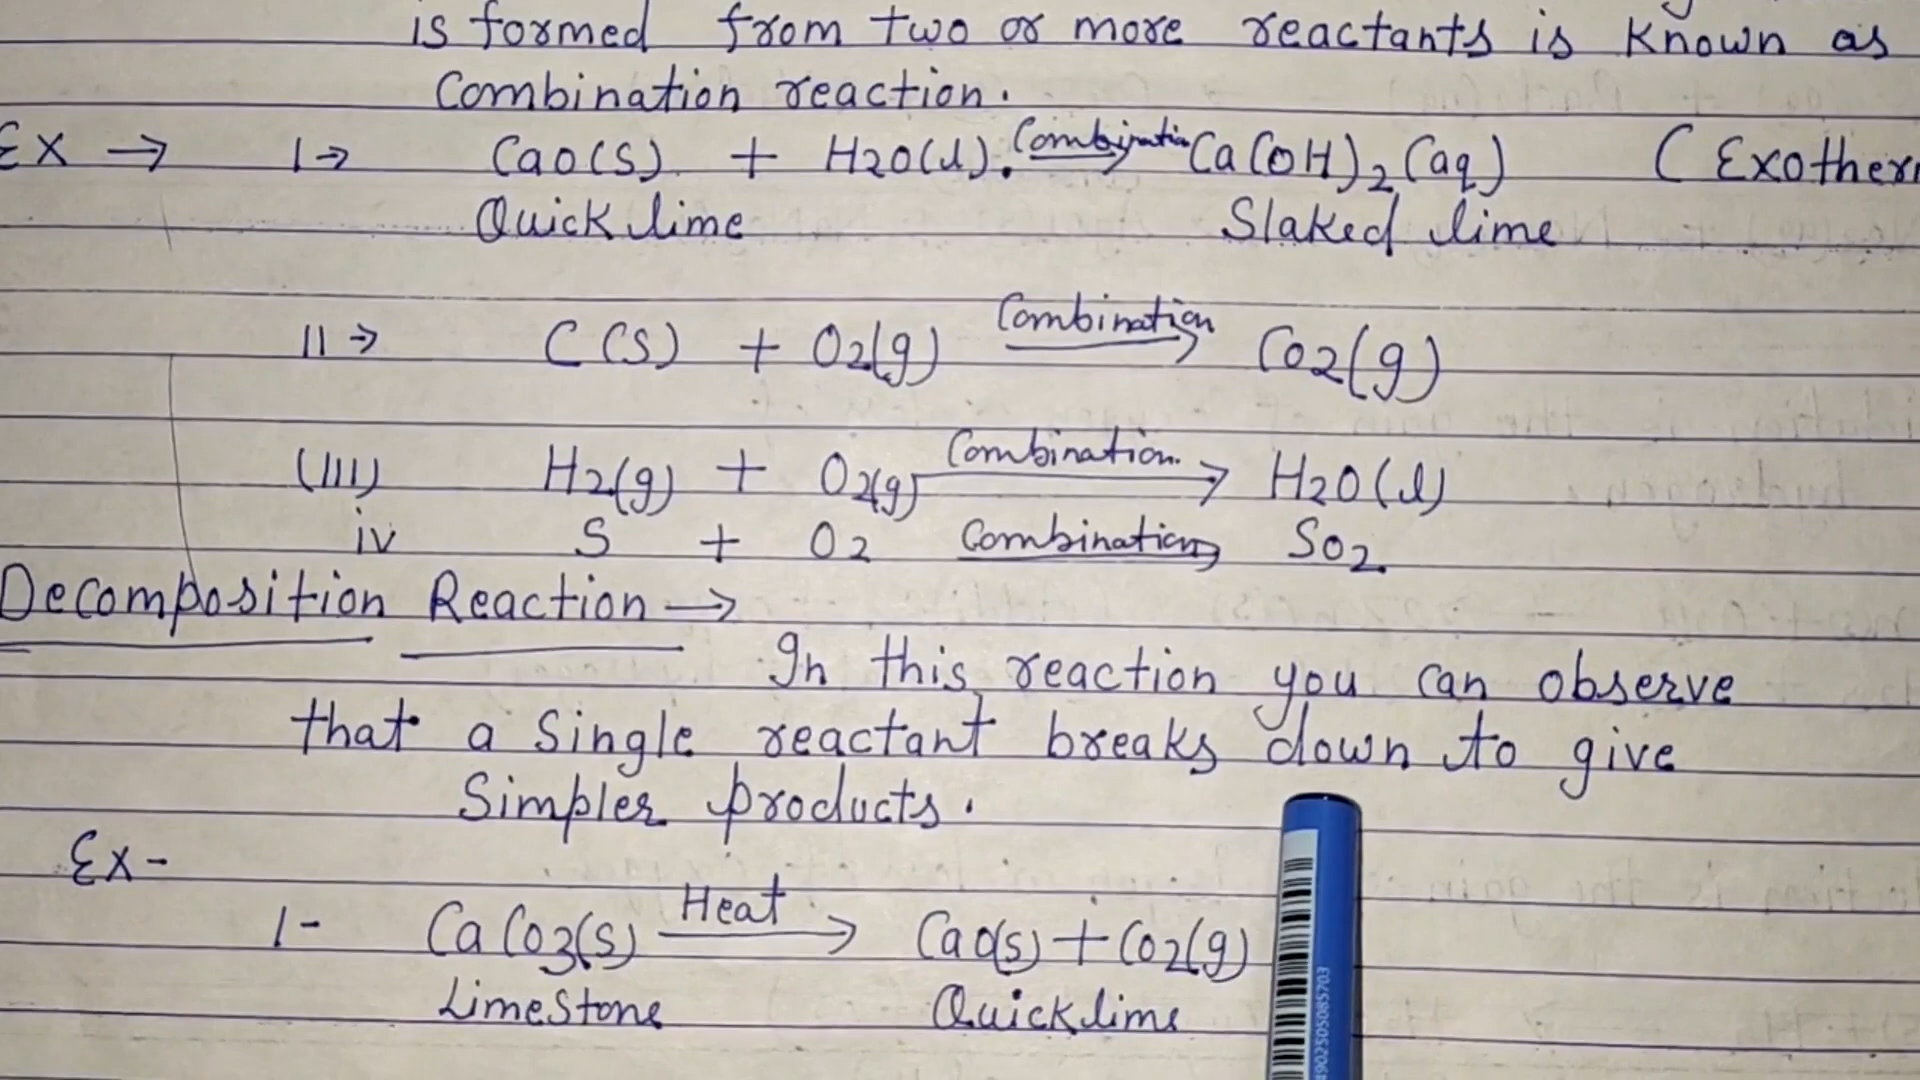 is formed from two or more reactants is known as
Combination reaction.
Ex → 1→ CaO(s) + H2O(l). Combination Ca(OH)2(aq) (Exother
Quick lime Slaked lime
11→ C(s) + O2(g) Combination CO2(g)
(111) H2(g) + O2(g) Combination. → H2O(l)
iv S + O2 Combination SO2.
Decomposition Reaction →
In this reaction you can observe
that a Single reactant breaks down to give
Simpler products.
Ex-
1- CaCO3(s) Heat → CaO(s) + CO2(g)
LimeStone Quicklime
4902505085703